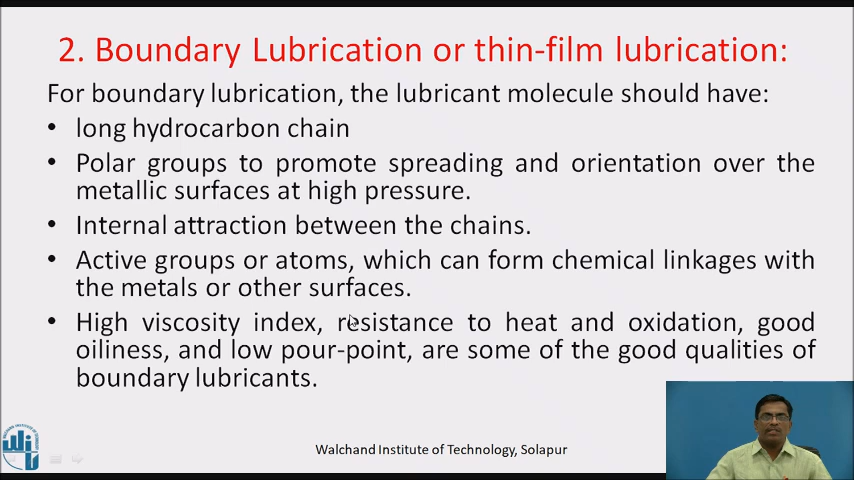 2. Boundary Lubrication or thin-film lubrication:
For boundary lubrication, the lubricant molecule should have:
• long hydrocarbon chain
• Polar groups to promote spreading and orientation over the
metallic surfaces at high pressure.
• Internal attraction between the chains.
• Active groups or atoms, which can form chemical linkages with
the metals or other surfaces.
• High viscosity index, resistance to heat and oxidation, good
oiliness, and low pour-point, are some of the good qualities of
boundary lubricants.
Walchand Institute of Technology, Solapur